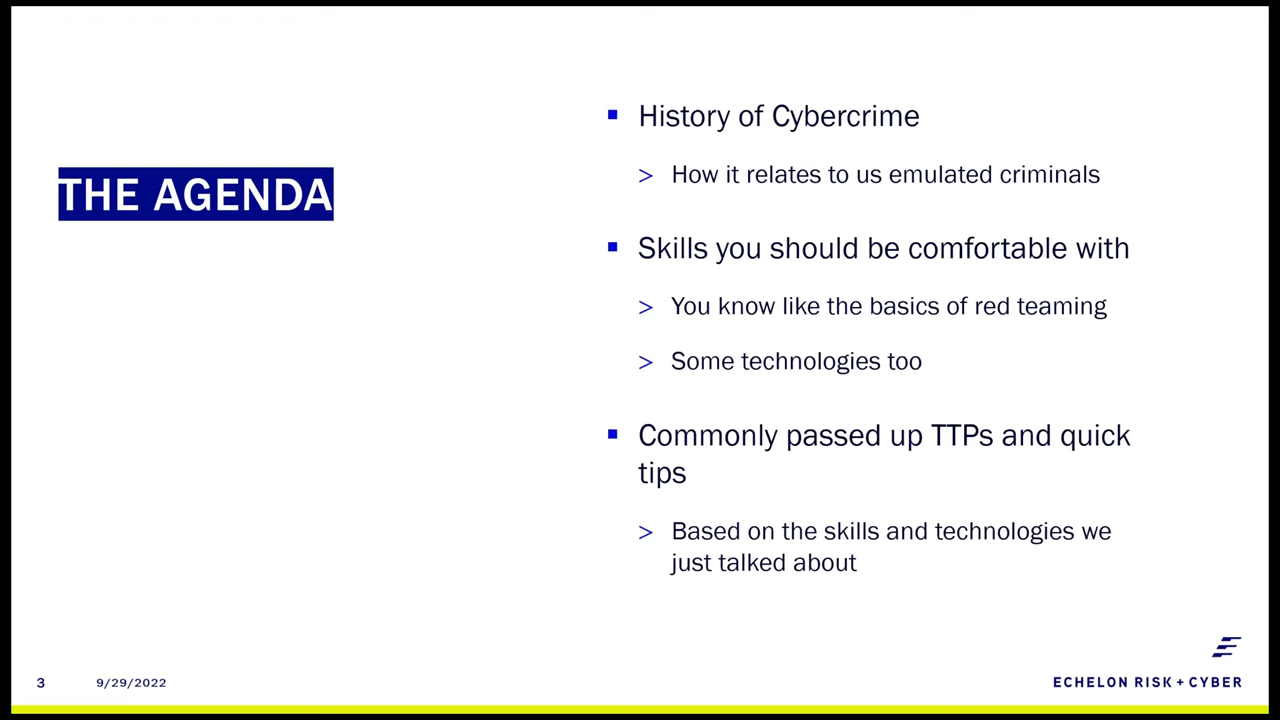 THE AGENDA
▪ History of Cybercrime
> How it relates to us emulated criminals
▪ Skills you should be comfortable with
> You know like the basics of red teaming
> Some technologies too
▪ Commonly passed up TTPs and quick
tips
> Based on the skills and technologies we
just talked about
3
9/29/2022
ECHELON RISK + CYBER